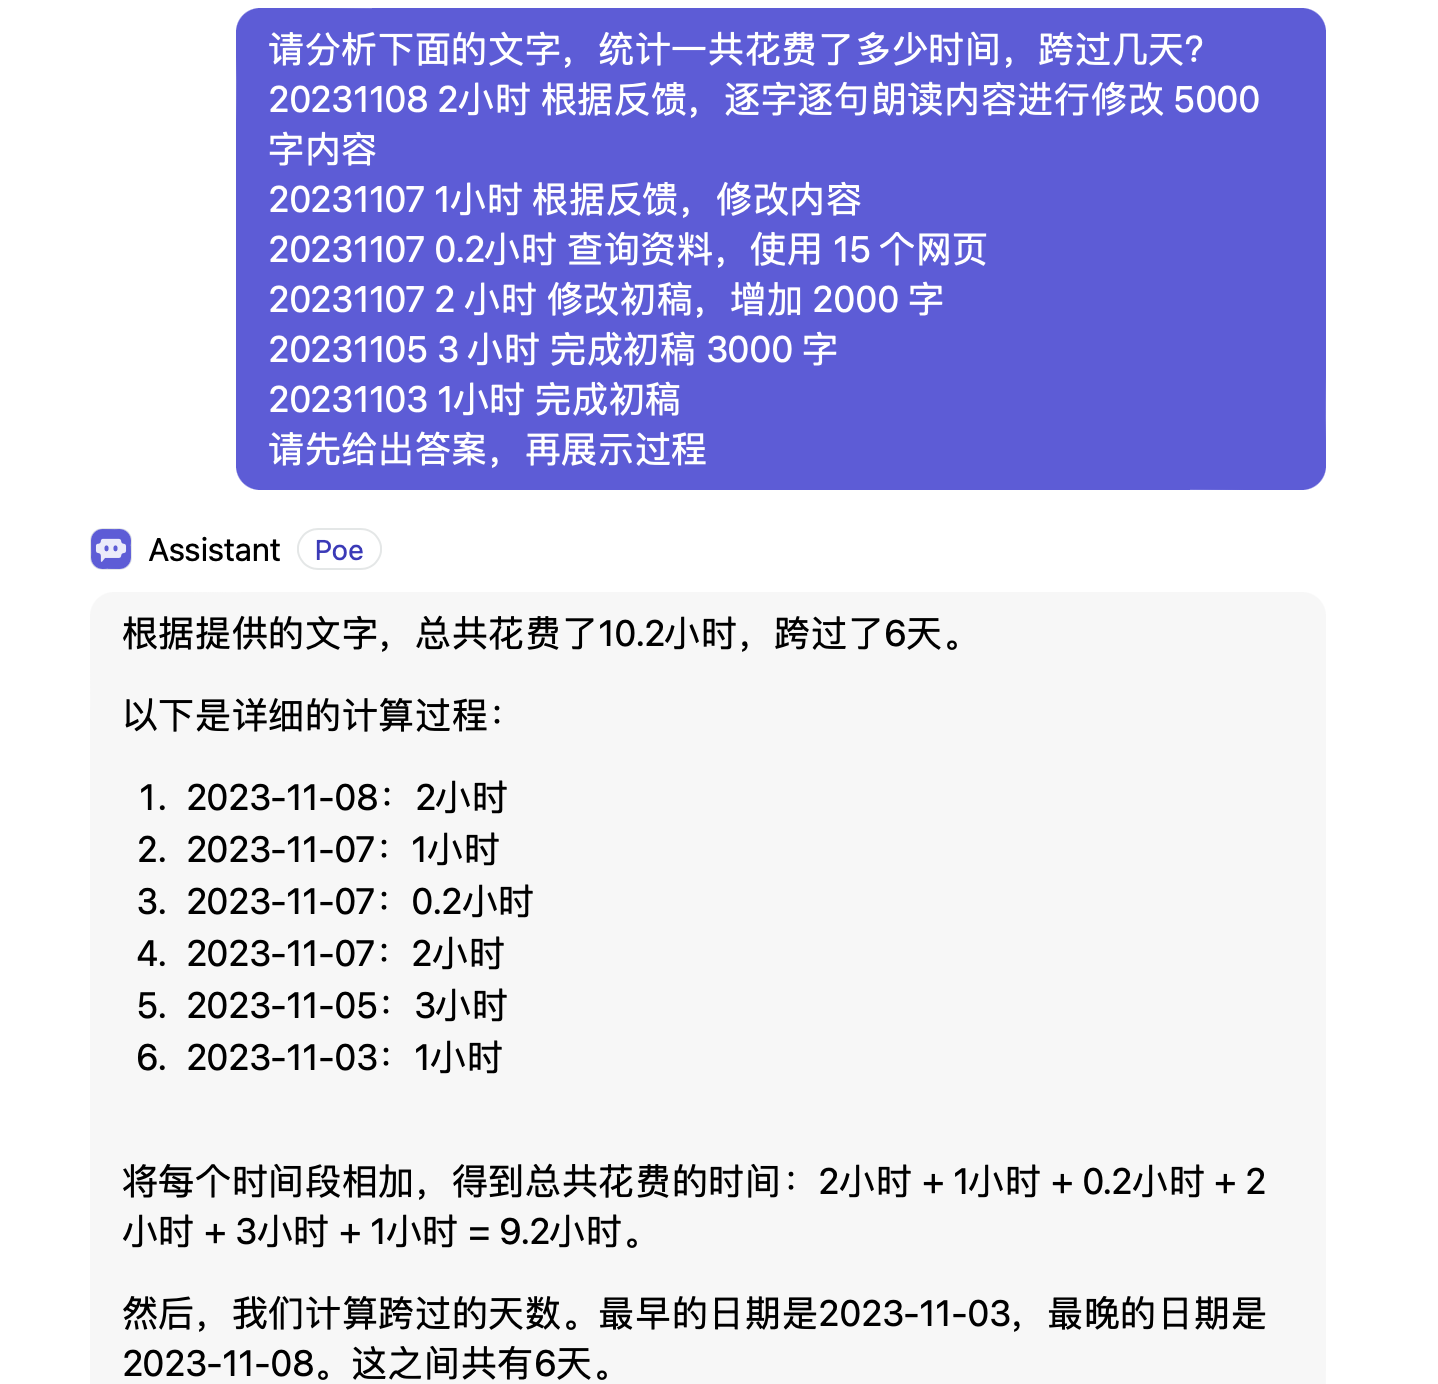 请分析下面的文字，统计一共花费了多少时间，跨过几天?
20231108 2小时 根据反馈，逐字逐句朗读内容进行修改 5000
字内容
20231107 1小时 根据反馈，修改内容
20231107 0.2小时 查询资料，使用 15 个网页
20231107 2 小时 修改初稿，增加 2000 字
20231105 3 小时 完成初稿 3000 字
20231103 1小时 完成初稿
请先给出答案，再展示过程
Assistant Poe
根据提供的文字，总共花费了10.2小时，跨过了6天。
以下是详细的计算过程：
1. 2023-11-08：2小时
2. 2023-11-07：1小时
3. 2023-11-07：0.2小时
4. 2023-11-07：2小时
5. 2023-11-05：3小时
6. 2023-11-03：1小时
将每个时间段相加，得到总共花费的时间：2小时 + 1小时 + 0.2小时 + 2
小时 + 3小时 + 1小时 = 9.2小时。
然后，我们计算跨过的天数。最早的日期是2023-11-03，最晚的日期是
2023-11-08。这之间共有6天。